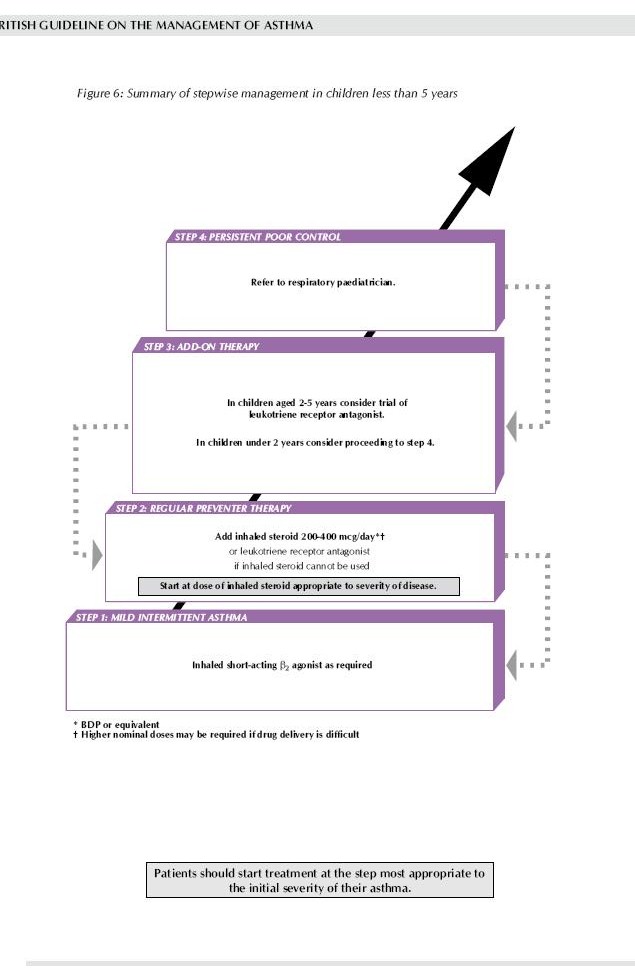 RITISH GUIDELINE ON THE MANAGEMENT OF ASTHMA
Figure 6: Summary of stepwise management in children less than 5 years
STEP 4: PERSISTENT POOR CONTROL
Refer to respiratory paediatrician.
STEP 3: ADD-ON THERAPY
In children aged 2-5 years consider trial of
leukotriene receptor antagonist.
In children under 2 years consider proceeding to step 4.
STEP 2: REGULAR PREVENTER THERAPY
Add inhaled steroid 200-400 mcg/day*†
or leukotriene receptor antagonist
if inhaled steroid cannot be used
Start at dose of inhaled steroid appropriate to severity of disease.
STEP 1: MILD INTERMITTENT ASTHMA
Inhaled short-acting β₂ agonist as required
* BDP or equivalent
† Higher nominal doses may be required if drug delivery is difficult
Patients should start treatment at the step most appropriate to
the initial severity of their asthma.